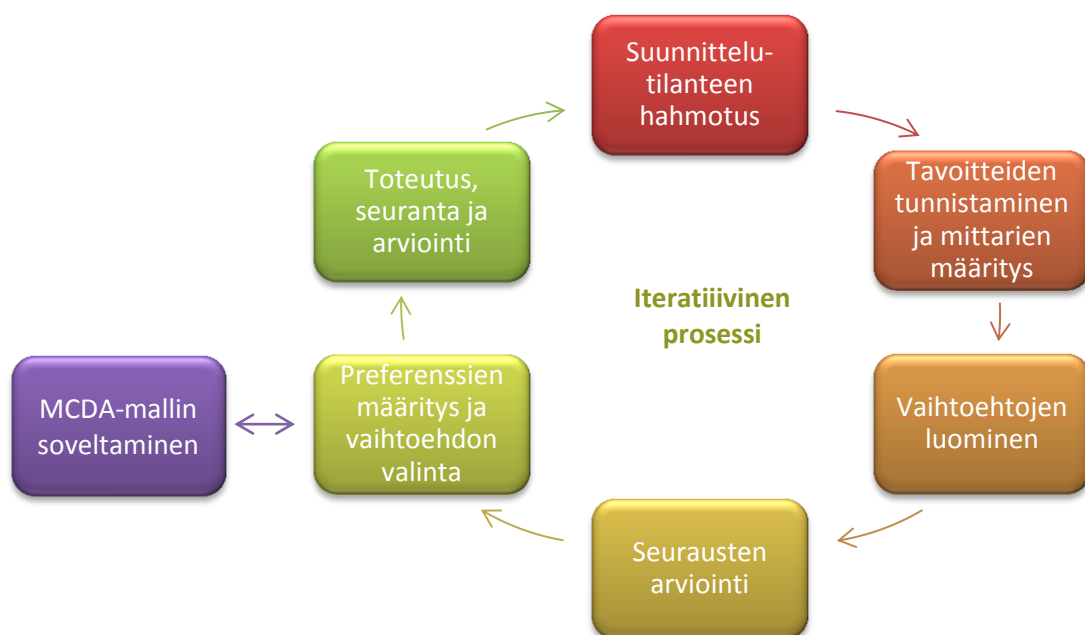 Suunnittelu-
tilanteen
hahmotus
Tavoitteiden
tunnistaminen
ja mittarien
määritys
Vaihtoehtojen
luominen
Seurausten
arviointi
Preferenssien
määritys ja
vaihtoehdon
valinta
MCDA-mallin
soveltaminen
Toteutus,
seuranta ja
arviointi
Iteratiiivinen
prosessi